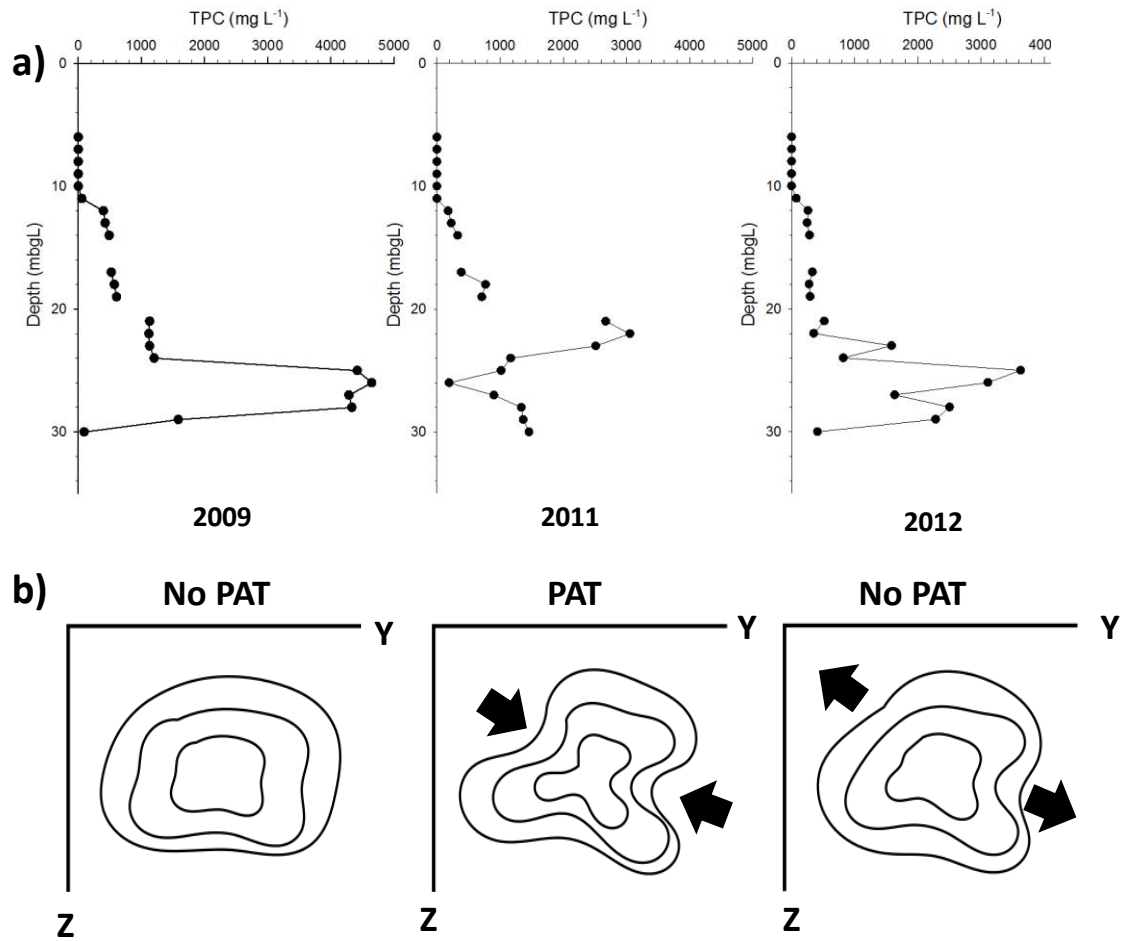 TPC (mg L⁻¹) TPC (mg L⁻¹) TPC (mg L⁻¹)
0 1000 2000 3000 4000 5000 0 1000 2000 3000 4000 5000 0 1000 2000 3000 400
a)
0 0 0
10 10 10
20 20 20
30 30 30
Depth (mbgL) Depth (mbgL) Depth (mbgL)
2009 2011 2012
b)
No PAT PAT No PAT
Y Y Y
Z Z Z